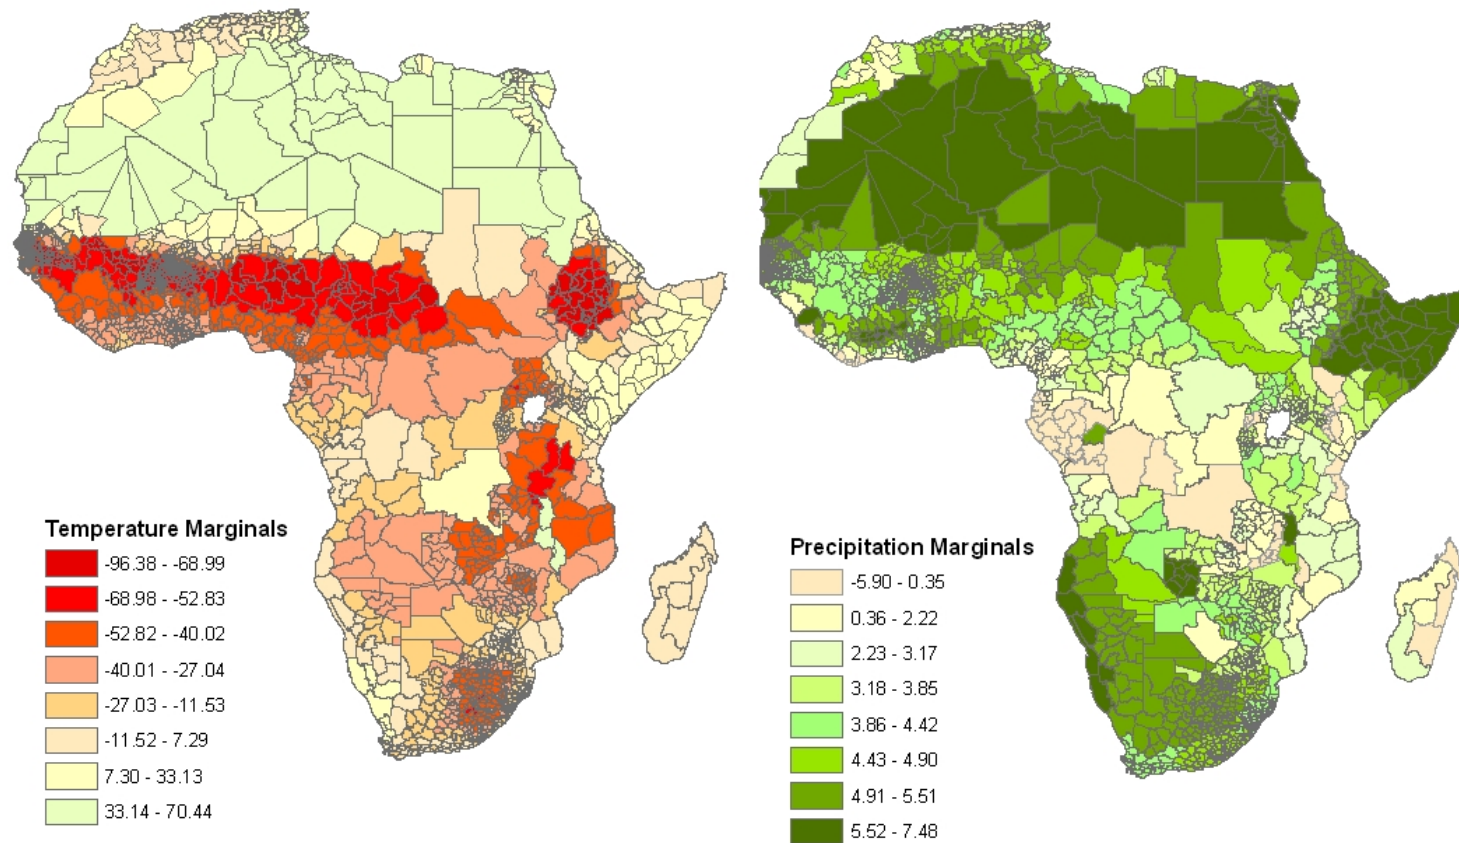 Temperature Marginals
-96.38 - -68.99
-68.98 - -52.83
-52.82 - -40.02
-40.01 - -27.04
-27.03 - -11.53
-11.52 - 7.29
7.30 - 33.13
33.14 - 70.44
Precipitation Marginals
-5.90 - 0.35
0.36 - 2.22
2.23 - 3.17
3.18 - 3.85
3.86 - 4.42
4.43 - 4.90
4.91 - 5.51
5.52 - 7.48